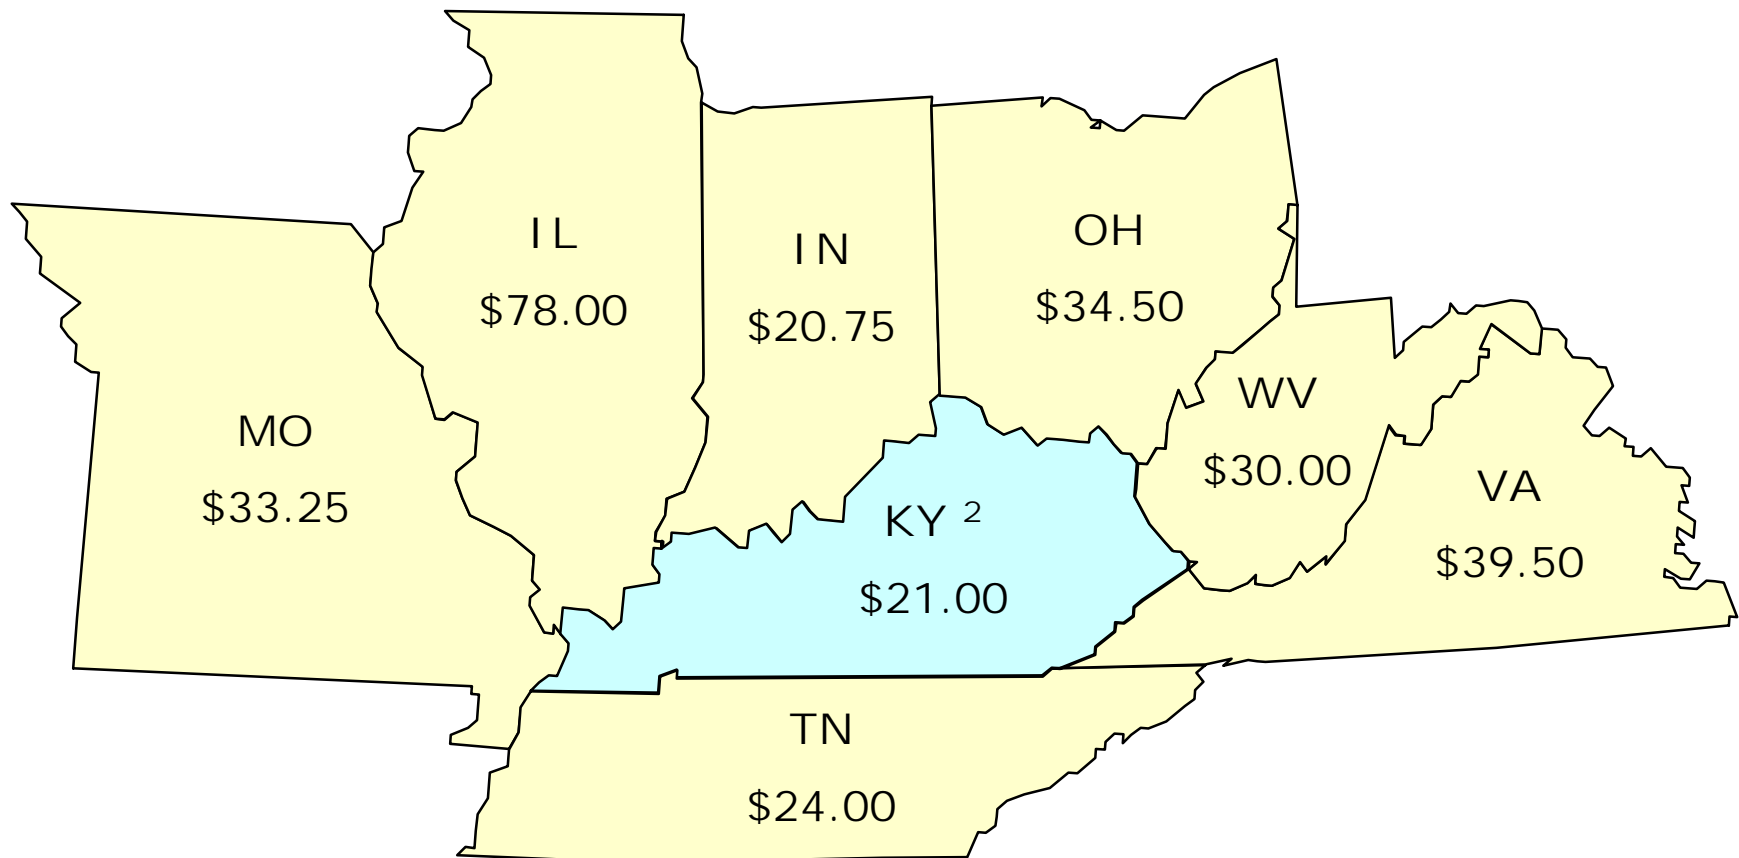 IL
$78.00
IN
$20.75
OH
$34.50
MO
$33.25
WV
$30.00
VA
$39.50
KY ²
$21.00
TN
$24.00